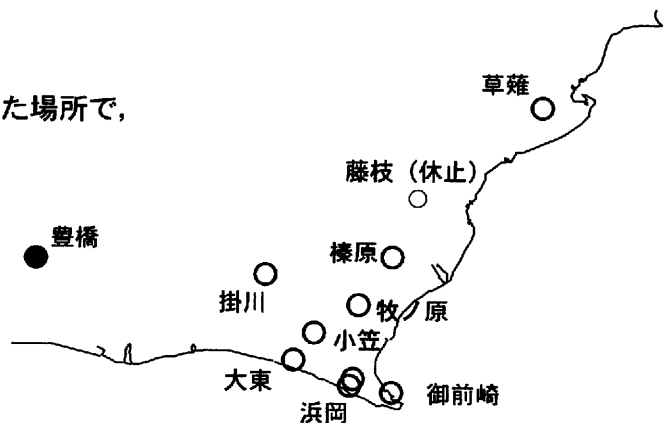 草薙
た場所で,
藤枝（休止）
豊橋
榛原
掛川
牧ノ原
小笠
大東
御前崎
浜岡